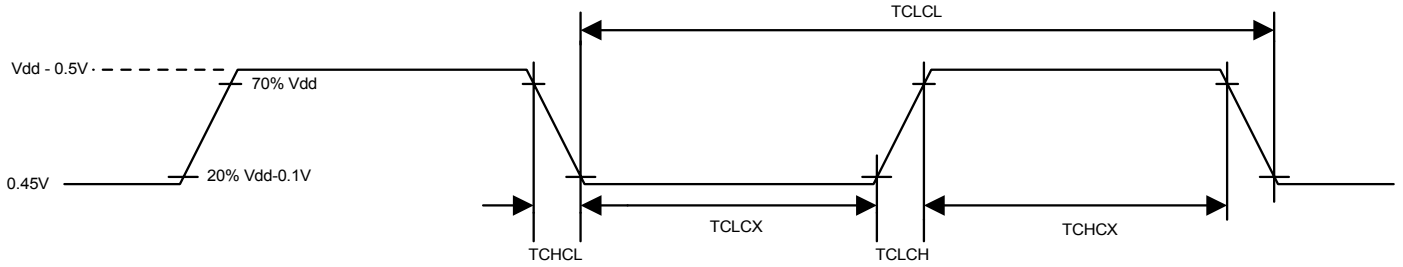 TCLCL
Vdd - 0.5V
70% Vdd
20% Vdd-0.1V
0.45V
TCLCX
TCHCX
TCHCL
TCLCH